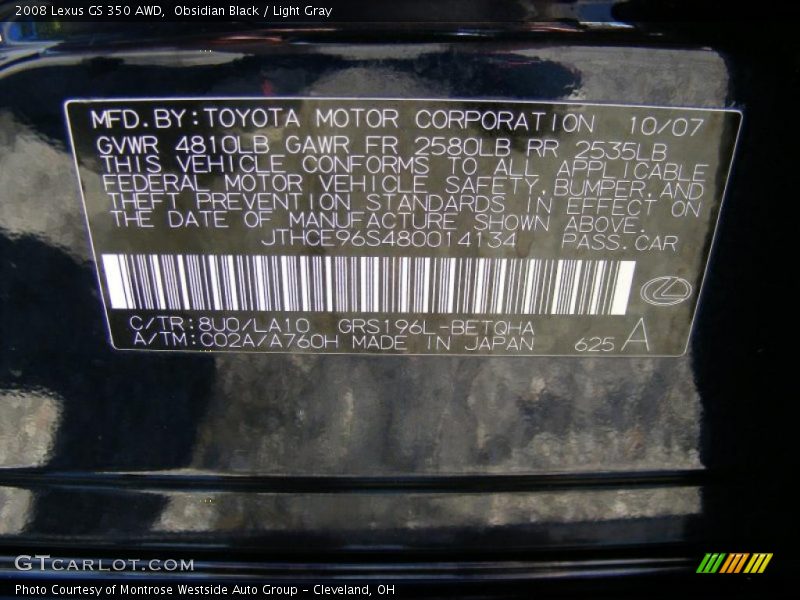 2008 Lexus GS 350 AWD,  Obsidian Black / Light Gray
MFD.BY:TOYOTA MOTOR CORPORATION 10/07
GVWR 4810LB GAWR FR 2580LB RR 2535LB
THIS VEHICLE CONFORMS TO ALL APPLICABLE
FEDERAL MOTOR VEHICLE SAFETY,BUMPER,AND
THEFT PREVENTION STANDARDS IN EFFECT ON
THE DATE OF MANUFACTURE SHOWN ABOVE.
JTHCE96S480014134 PASS.CAR
C/TR:8U0/LA10 GRS196L-BETQHA
A/TM:C02A/A760H MADE IN JAPAN 625 A
GTCARLOT.COM
Photo Courtesy of Montrose Westside Auto Group - Cleveland, OH